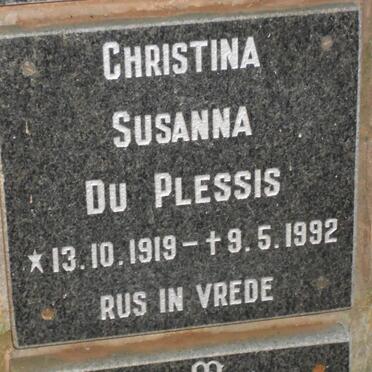 CHRISTINA
SUSANNA
DU PLESSIS
★13.10.1919–†9.5.1992
RUS IN VREDE